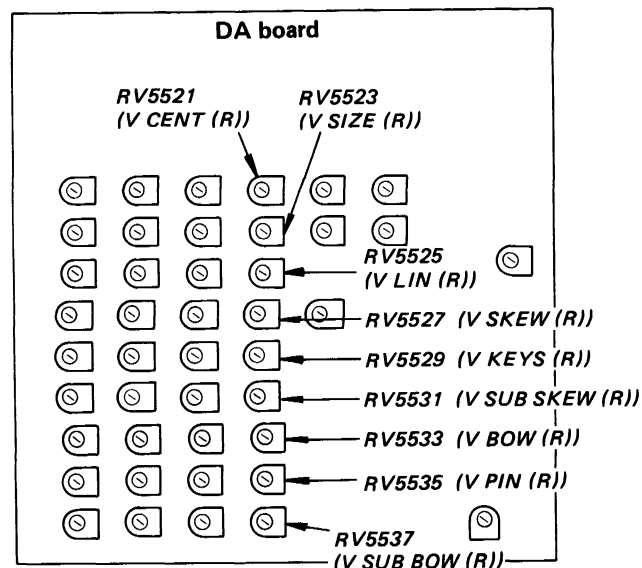 DA board
RV5521
(V CENT (R))
RV5523
(V SIZE (R))
RV5525
(V LIN (R))
RV5527 (V SKEW (R))
RV5529 (V KEYS (R))
RV5531 (V SUB SKEW (R))
RV5533 (V BOW (R))
RV5535 (V PIN (R))
RV5537
(V SUB BOW (R))